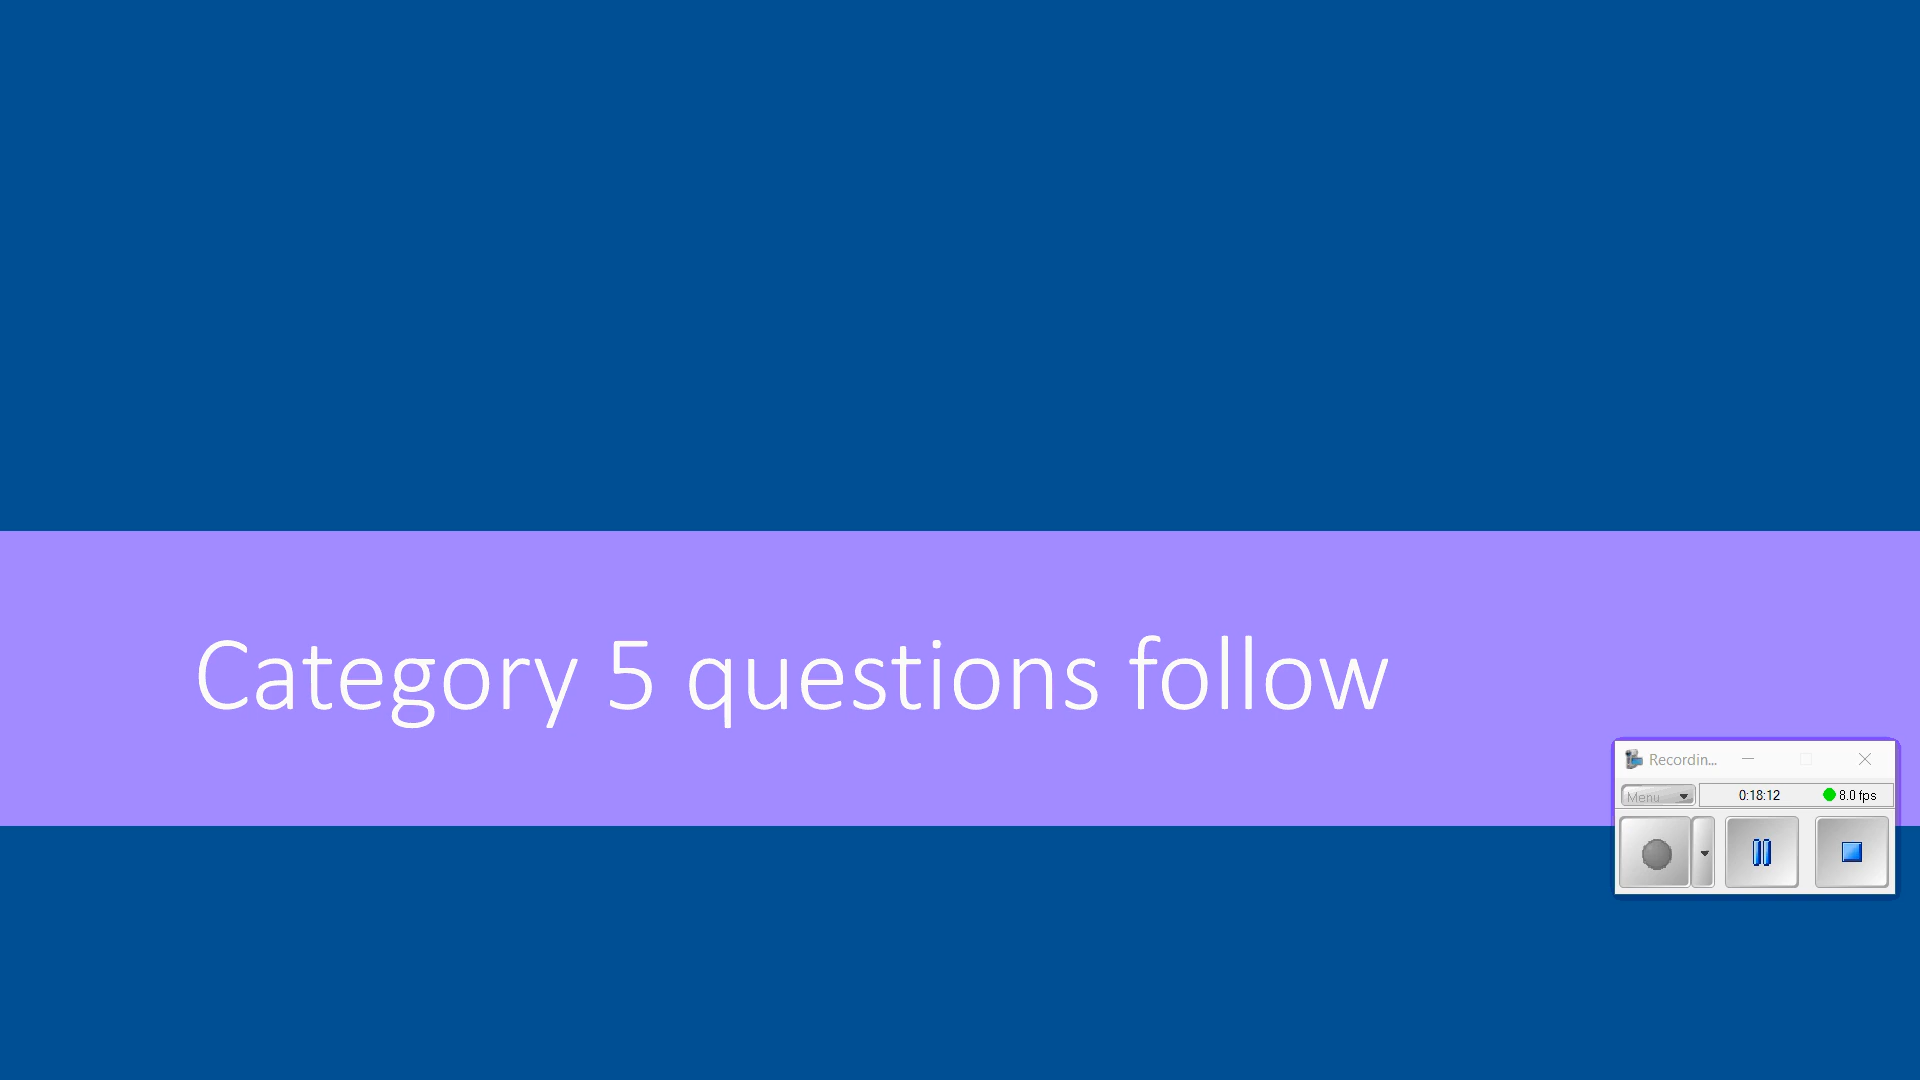 Category 5 questions follow
Recordin...
Menu
0:18:12
8.0 fps